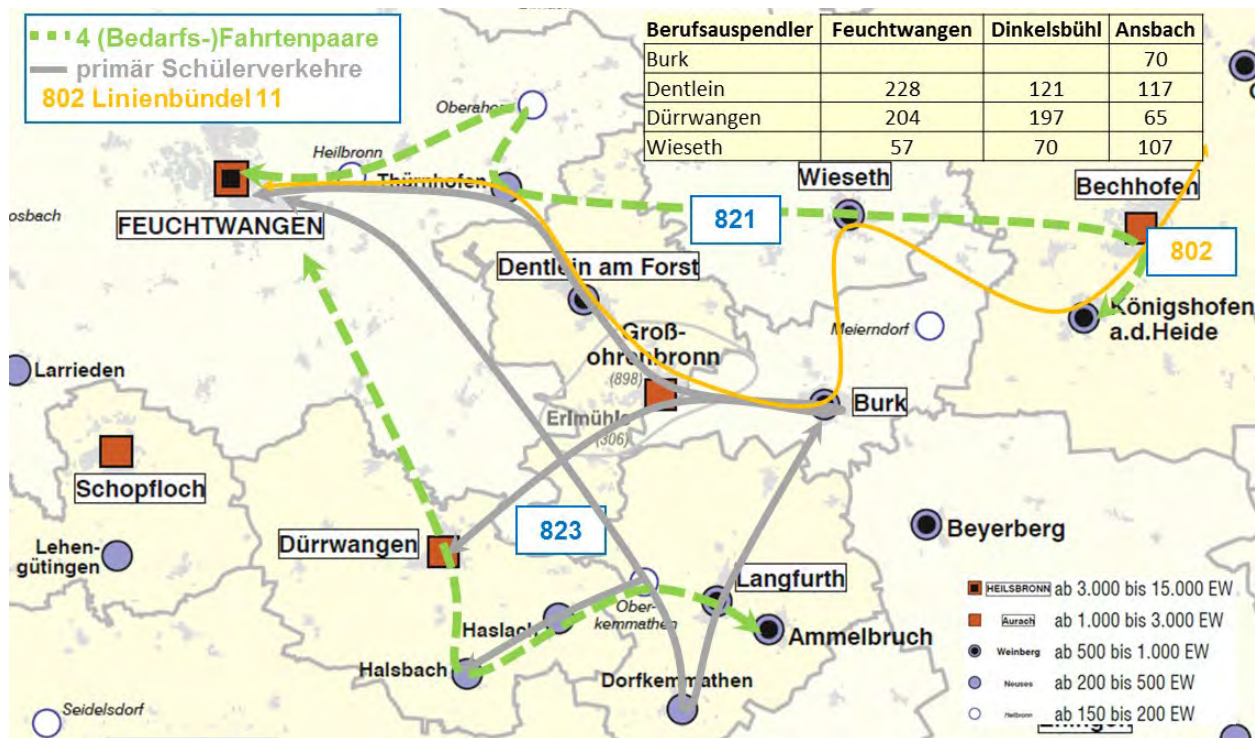 4 (Bedarfs-)Fahrtenpaare
primär Schülerverkehre
802 Linienbündel 11
Berufsauspendler Feuchtwangen Dinkelsbühl Ansbach
Burk 70
Dentlein 228 121 117
Dürrwangen 204 197 65
Wieseth 57 70 107
Heilbronn
Thürnhofen
Wieseth
Bechhofen
FEUCHTWANGEN
821
802
Dentlein am Forst
Königshofen
a.d.Heide
Groß-
ohrenbronn
(898)
Meierndorf
Larrieden
Burk
Erlmühle
(306)
Schopfloch
823
Beyerberg
Dürrwangen
Lehen-
gütingen
Langfurth
Ober-
kemmathen
Haslach
Ammelbruch
Halsbach
Dorfkemmathen
Seidelsdorf
HEILSBRONN ab 3.000 bis 15.000 EW
Aurach ab 1.000 bis 3.000 EW
Weinberg ab 500 bis 1.000 EW
Neuses ab 200 bis 500 EW
Heilbronn ab 150 bis 200 EW